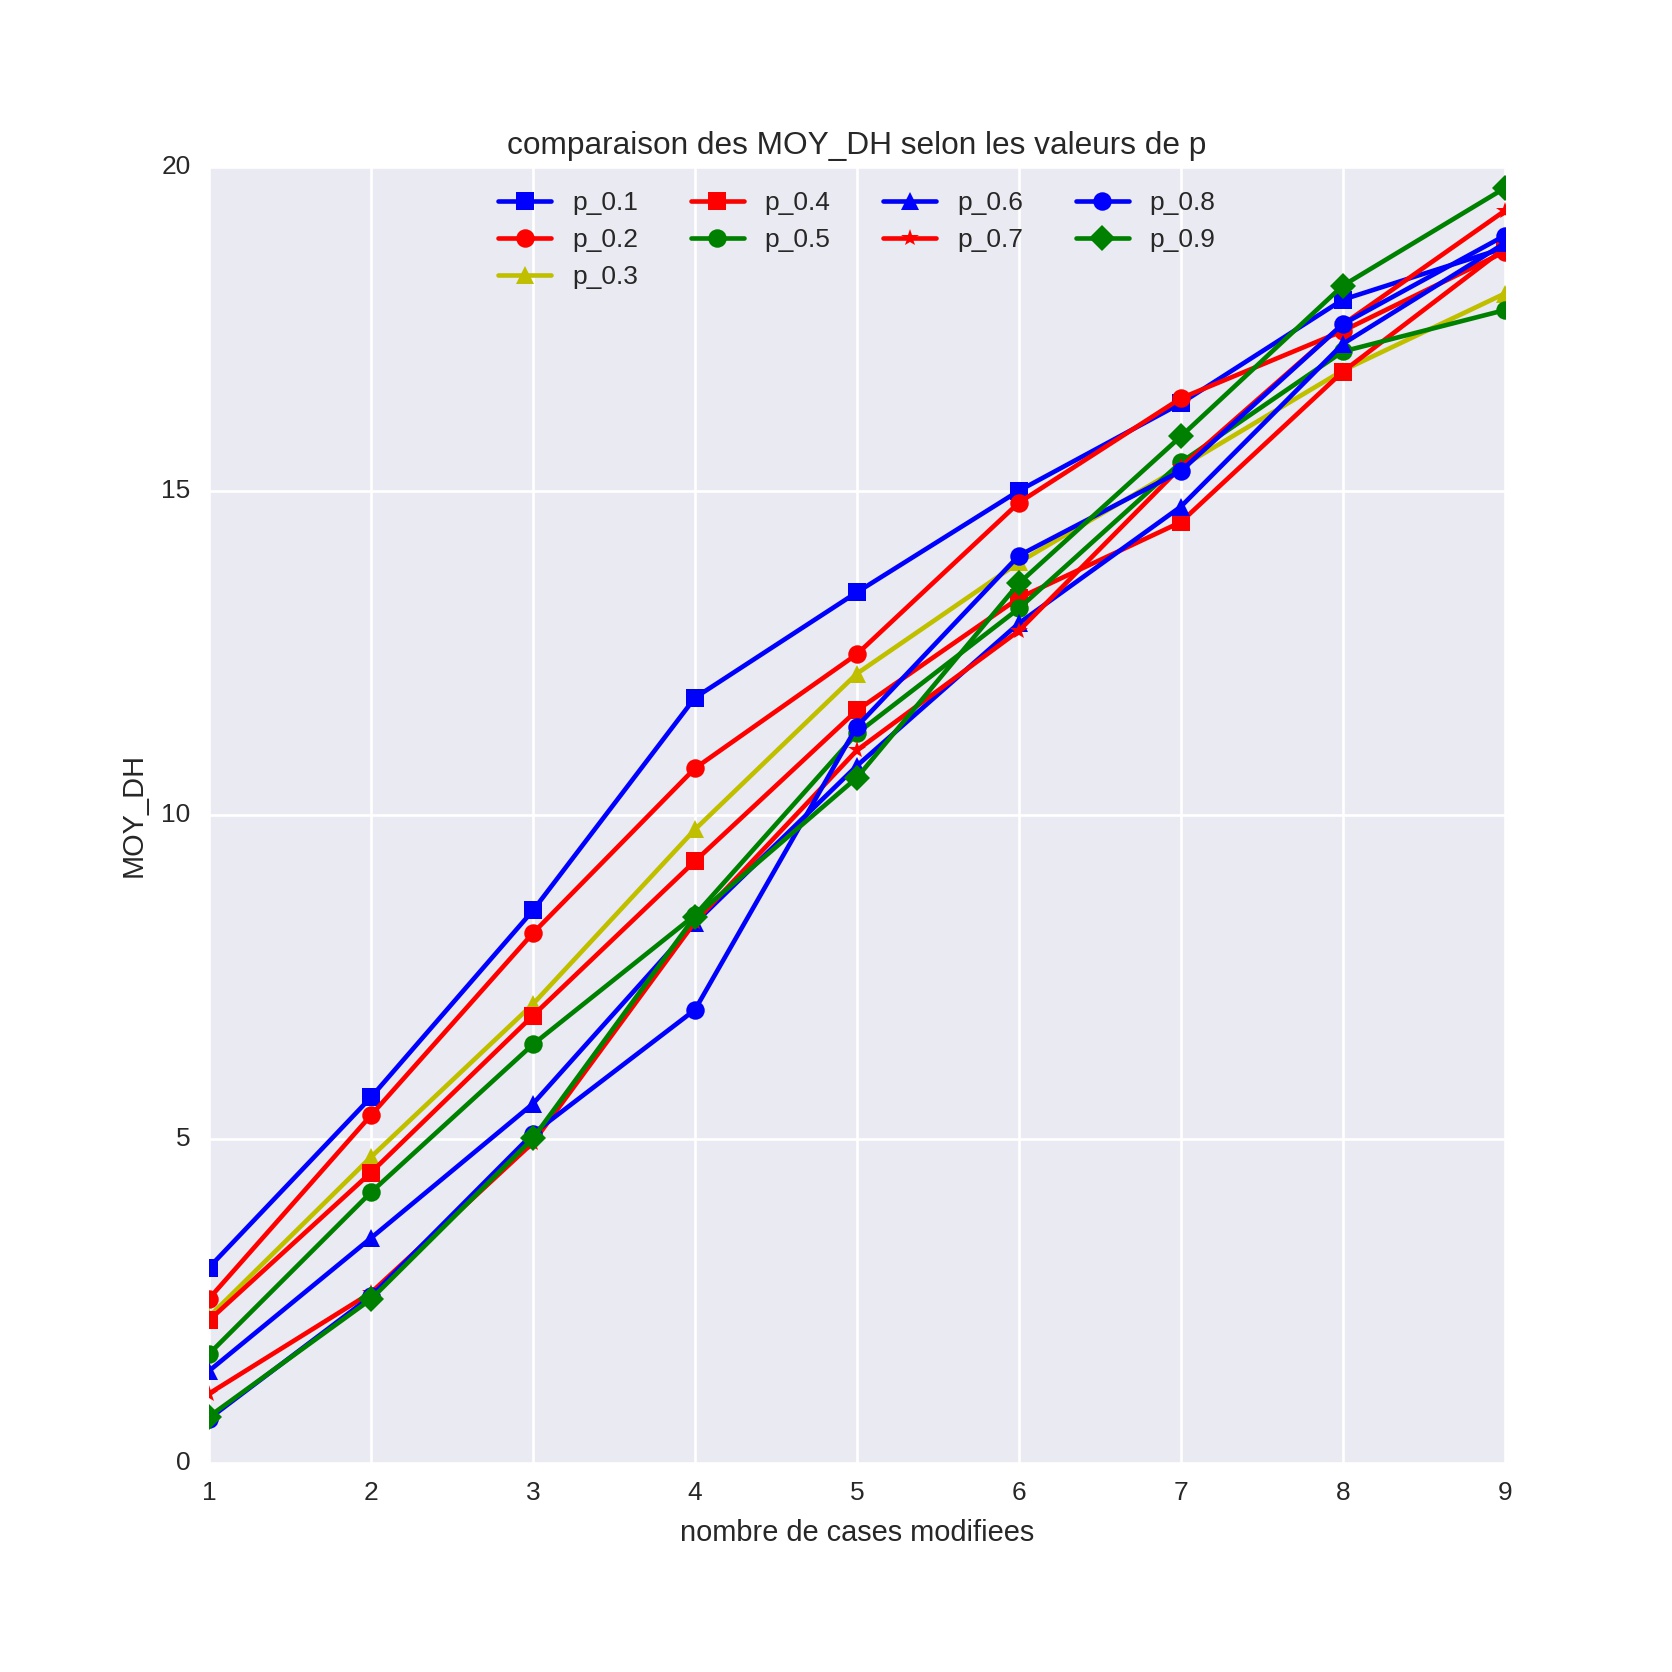 comparaison des MOY_DH selon les valeurs de p
p_0.1 p_0.4 p_0.6 p_0.8
p_0.2 p_0.5 p_0.7 p_0.9
p_0.3
20
15
10
5
0
MOY_DH
1 2 3 4 5 6 7 8 9
nombre de cases modifiees